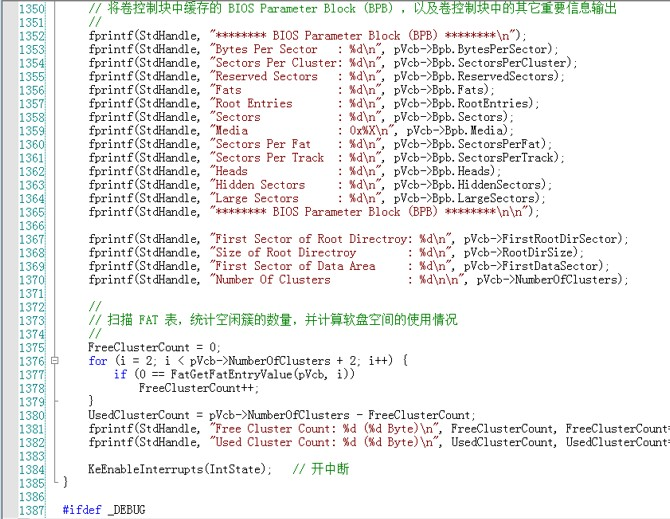 1350 // 将卷控制块中缓存的 BIOS Parameter Block (BPB) , 以及卷控制块中的其它重要信息输出
1351 //
1352 fprintf(StdHandle, "******** BIOS Parameter Block (BPB) ********\n");
1353 fprintf(StdHandle, "Bytes Per Sector   : %d\n", pVcb->Bpb.BytesPerSector);
1354 fprintf(StdHandle, "Sectors Per Cluster: %d\n", pVcb->Bpb.SectorsPerCluster);
1355 fprintf(StdHandle, "Reserved Sectors   : %d\n", pVcb->Bpb.ReservedSectors);
1356 fprintf(StdHandle, "Fats               : %d\n", pVcb->Bpb.Fats);
1357 fprintf(StdHandle, "Root Entries       : %d\n", pVcb->Bpb.RootEntries);
1358 fprintf(StdHandle, "Sectors            : %d\n", pVcb->Bpb.Sectors);
1359 fprintf(StdHandle, "Media              : 0x%X\n", pVcb->Bpb.Media);
1360 fprintf(StdHandle, "Sectors Per Fat    : %d\n", pVcb->Bpb.SectorsPerFat);
1361 fprintf(StdHandle, "Sectors Per Track  : %d\n", pVcb->Bpb.SectorsPerTrack);
1362 fprintf(StdHandle, "Heads              : %d\n", pVcb->Bpb.Heads);
1363 fprintf(StdHandle, "Hidden Sectors     : %d\n", pVcb->Bpb.HiddenSectors);
1364 fprintf(StdHandle, "Large Sectors      : %d\n", pVcb->Bpb.LargeSectors);
1365 fprintf(StdHandle, "******** BIOS Parameter Block (BPB) ********\n\n");
1366
1367 fprintf(StdHandle, "First Sector of Root Directroy: %d\n", pVcb->FirstRootDirSector);
1368 fprintf(StdHandle, "Size of Root Directroy        : %d\n", pVcb->RootDirSize);
1369 fprintf(StdHandle, "First Sector of Data Area     : %d\n", pVcb->FirstDataSector);
1370 fprintf(StdHandle, "Number Of Clusters            : %d\n\n", pVcb->NumberOfClusters);
1371
1372 //
1373 // 扫描 FAT 表，统计空闲簇的数量，并计算软盘空间的使用情况
1374 //
1375 FreeClusterCount = 0;
1376 for (i = 2; i < pVcb->NumberOfClusters + 2; i++) {
1377 if (0 == FatGetFatEntryValue(pVcb, i))
1378 FreeClusterCount++;
1379 }
1380 UsedClusterCount = pVcb->NumberOfClusters - FreeClusterCount;
1381 fprintf(StdHandle, "Free Cluster Count: %d (%d Byte)\n", FreeClusterCount, FreeClusterCount*
1382 fprintf(StdHandle, "Used Cluster Count: %d (%d Byte)\n", UsedClusterCount, UsedClusterCount*
1383
1384 KeEnableInterrupts(IntState);   // 开中断
1385 }
1386
1387 #ifdef _DEBUG